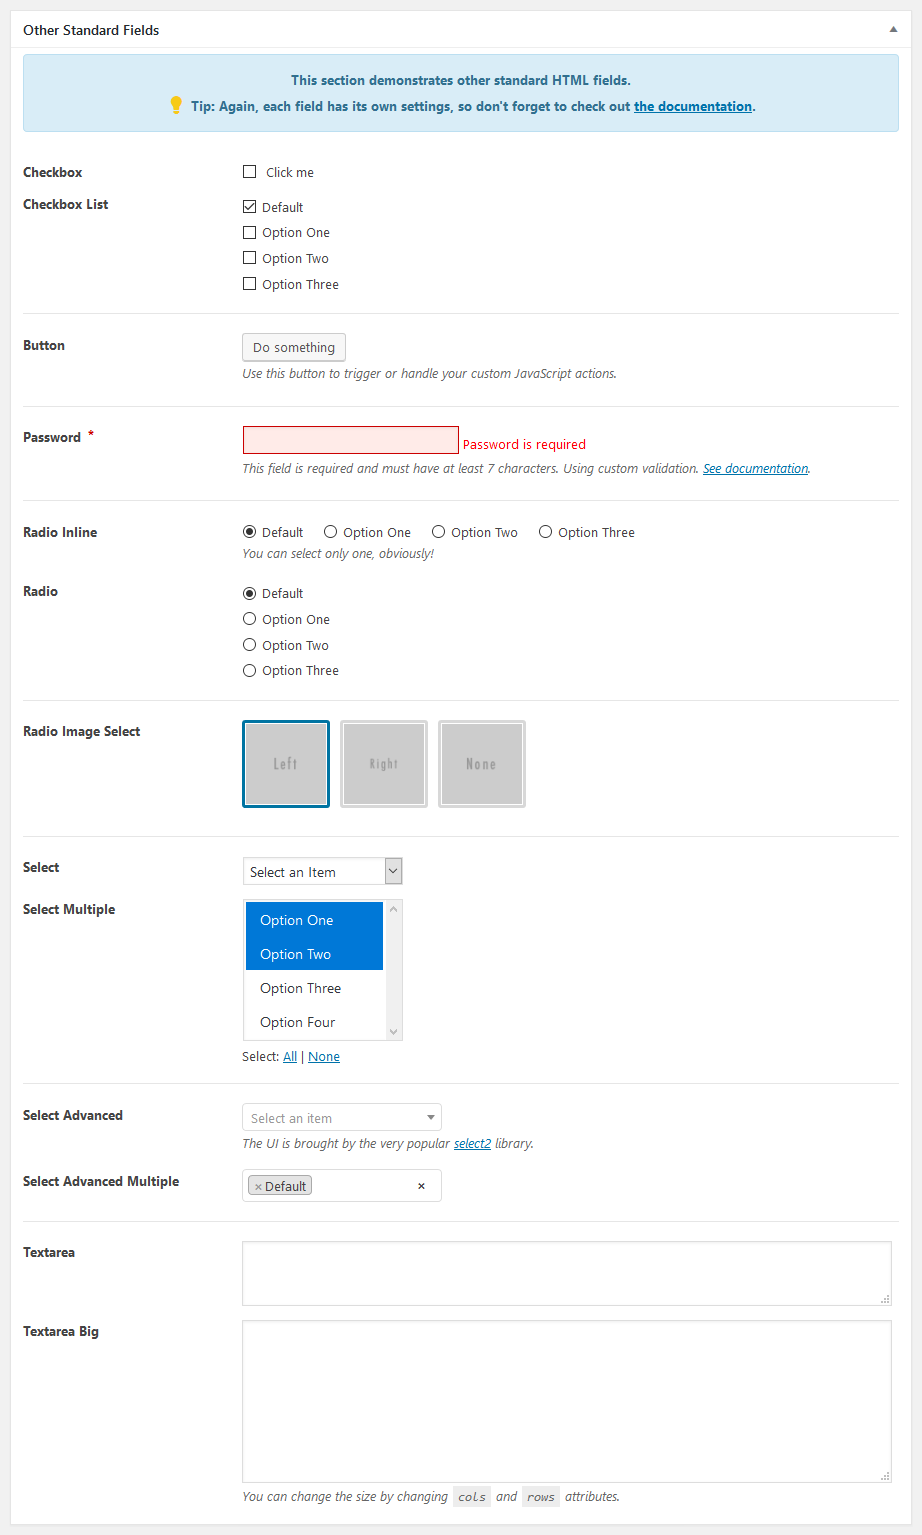 Other Standard Fields
This section demonstrates other standard HTML fields.
Tip: Again, each field has its own settings, so don't forget to check out the documentation.
Checkbox Click me
Checkbox List Default
Option One
Option Two
Option Three
Button Do something
Use this button to trigger or handle your custom JavaScript actions.
Password * Password is required
This field is required and must have at least 7 characters. Using custom validation. See documentation.
Radio Inline Default Option One Option Two Option Three
You can select only one, obviously!
Radio Default
Option One
Option Two
Option Three
Radio Image Select Left Right None
Select Select an Item
Select Multiple Option One
Option Two
Option Three
Option Four
Select: All | None
Select Advanced Select an item
The UI is brought by the very popular select2 library.
Select Advanced Multiple × Default ×
Textarea
Textarea Big
You can change the size by changing cols and rows attributes.